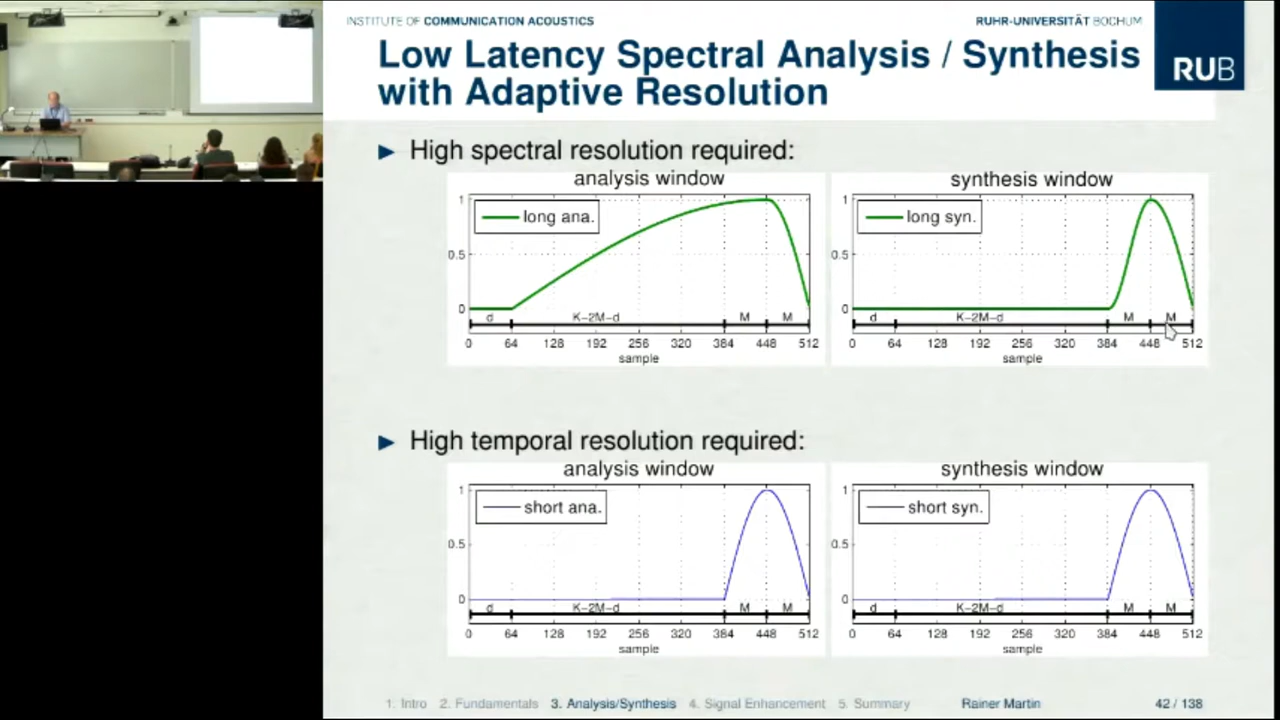 INSTITUTE OF COMMUNICATION ACOUSTICS
RUHR-UNIVERSITÄT BOCHUM
RUB
Low Latency Spectral Analysis / Synthesis
with Adaptive Resolution
High spectral resolution required:
analysis window
1
0.5
0
long ana.
d K-2M-d M M
0 64 128 192 256 320 384 448 512
sample
synthesis window
1
0.5
0
long syn.
d K-2M-d M M
0 64 128 192 256 320 384 448 512
sample
High temporal resolution required:
analysis window
1
0.5
0
short ana.
d K-2M-d M M
0 64 128 192 256 320 384 448 512
sample
synthesis window
1
0.5
0
short syn.
d K-2M-d M M
0 64 128 192 256 320 384 448 512
sample
1. Intro 2. Fundamentals 3. Analysis/Synthesis 4. Signal Enhancement 5. Summary Rainer Martin 42 / 138